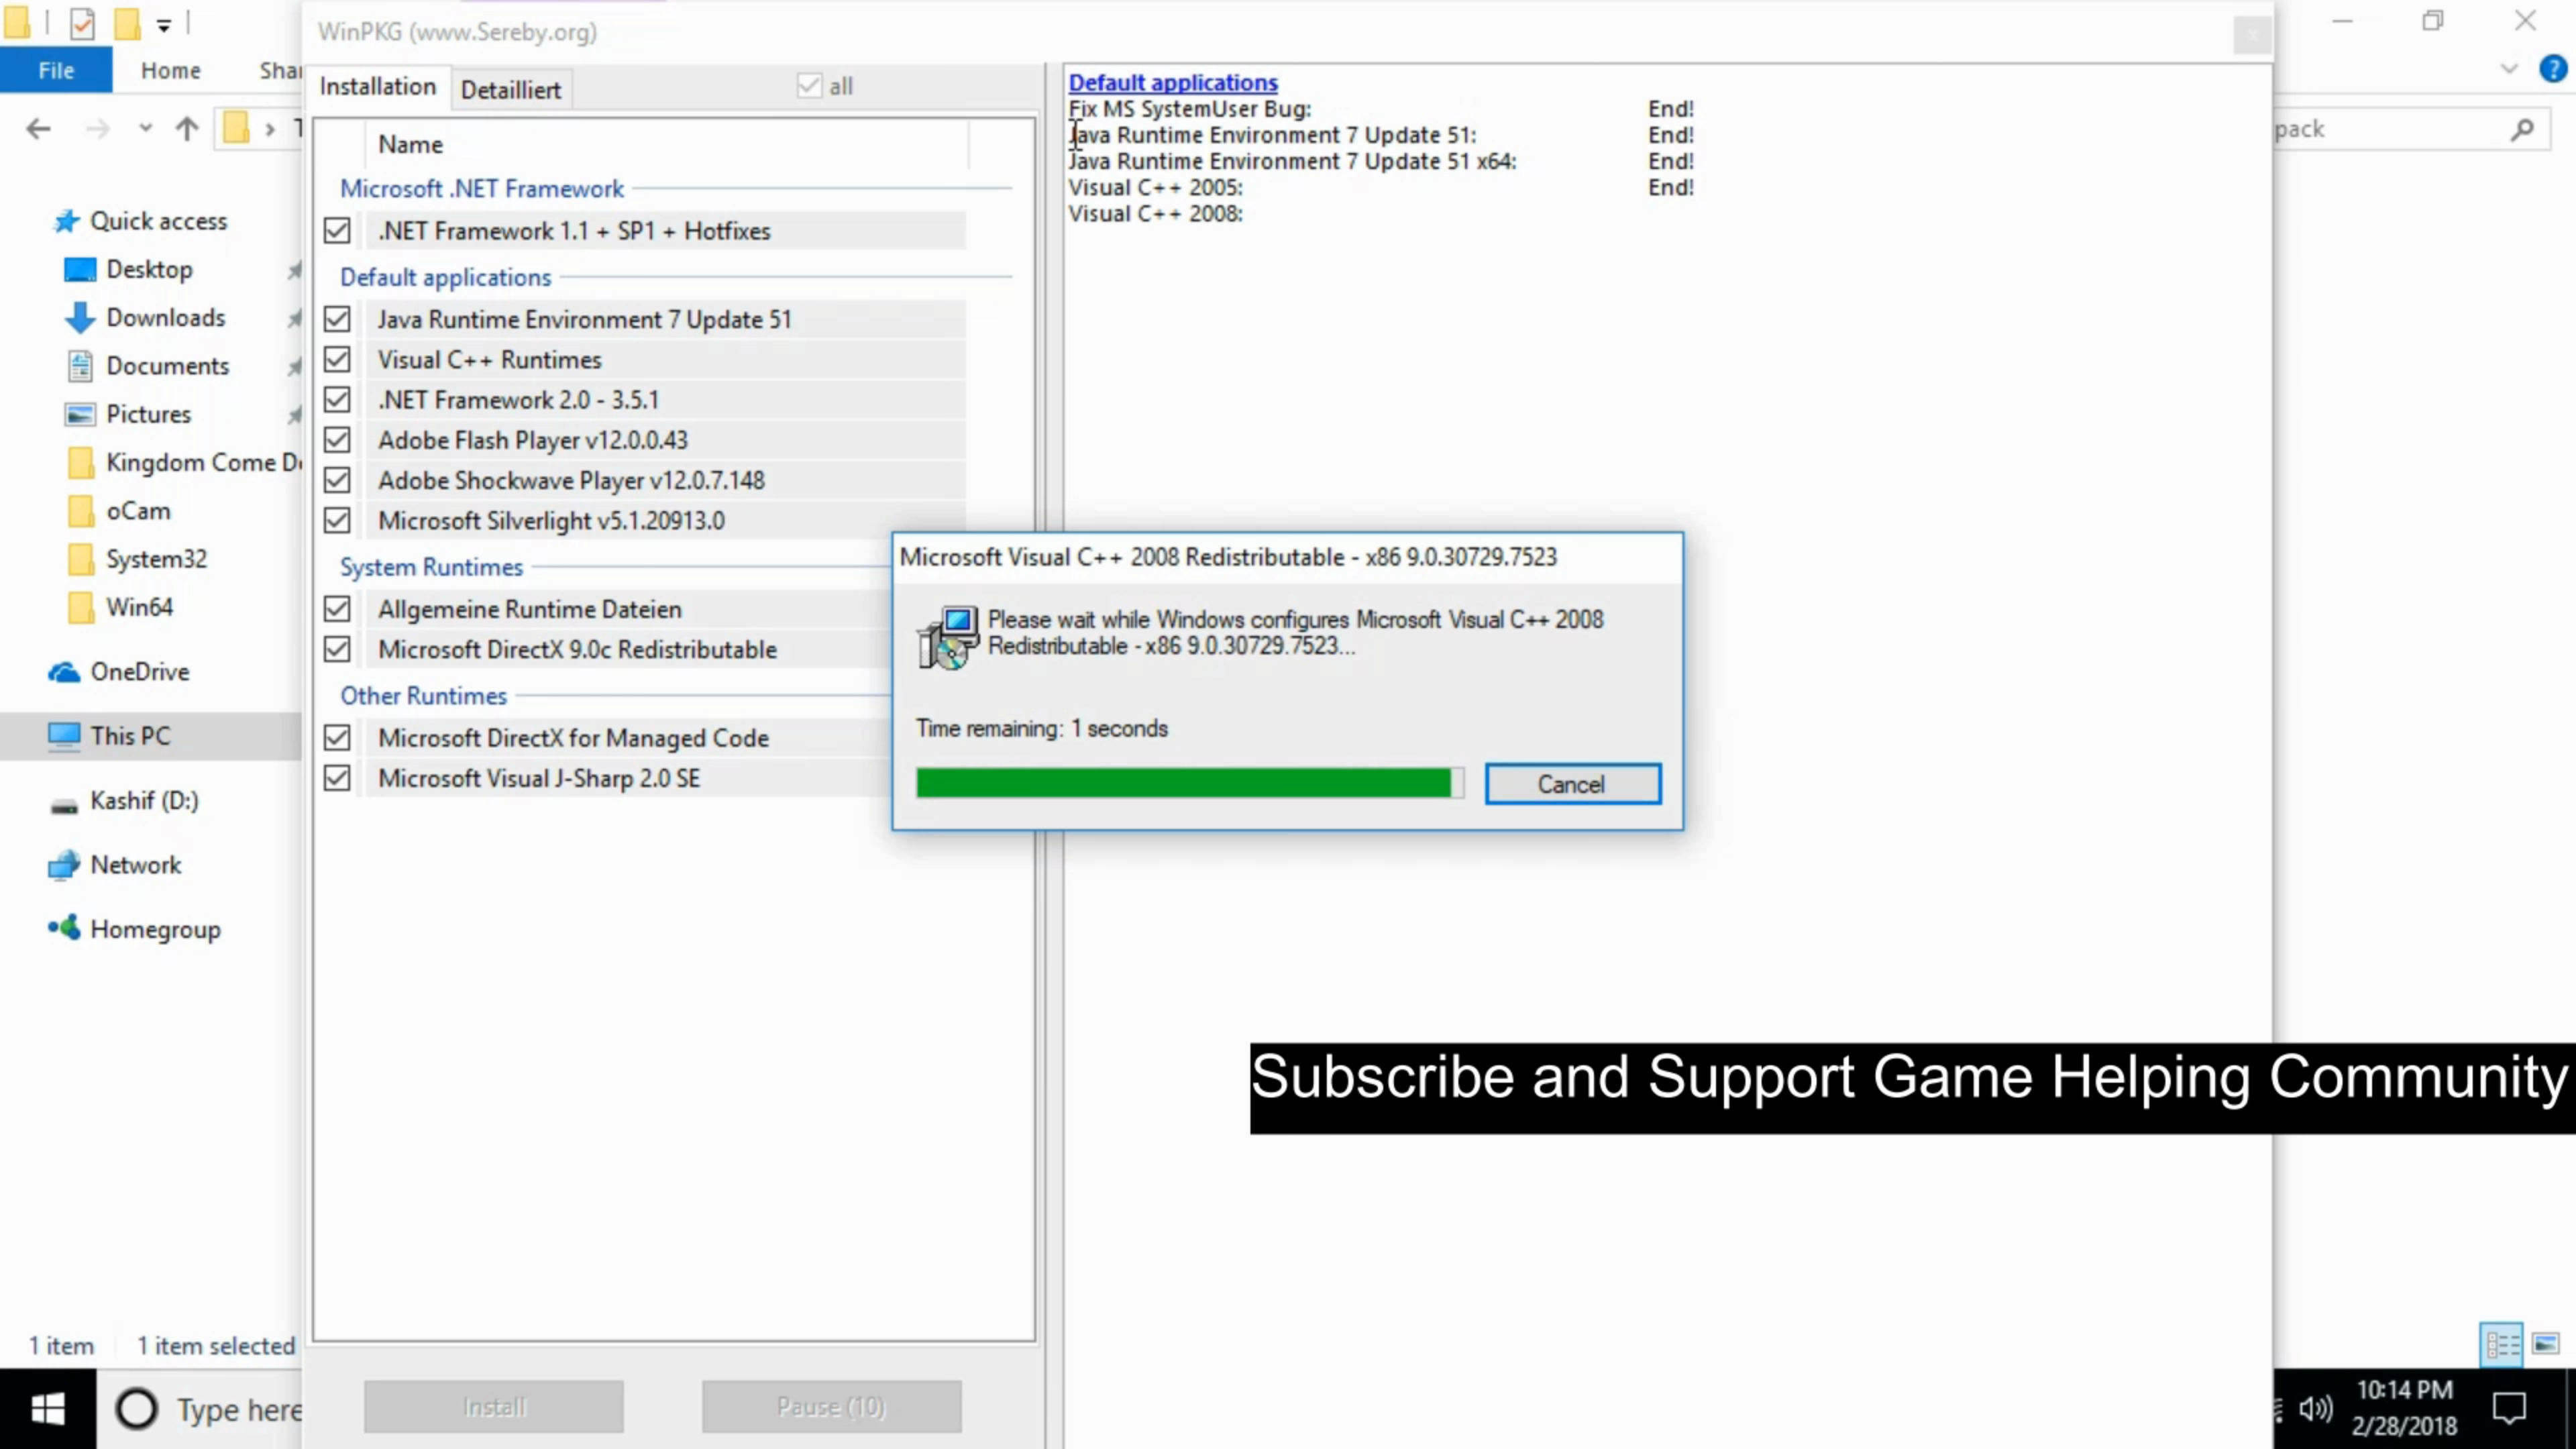 WinPKG (www.Sereby.org)
File
Home
Installation
Detailliert
all
Name
Microsoft .NET Framework
.NET Framework 1.1 + SP1 + Hotfixes
Default applications
Java Runtime Environment 7 Update 51
Visual C++ Runtimes
.NET Framework 2.0 - 3.5.1
Adobe Flash Player v12.0.0.43
Adobe Shockwave Player v12.0.7.148
Microsoft Silverlight v5.1.20913.0
System Runtimes
Allgemeine Runtime Dateien
Microsoft DirectX 9.0c Redistributable
Other Runtimes
Microsoft DirectX for Managed Code
Microsoft Visual J-Sharp 2.0 SE
Install
Pause (10)
Default applications
Fix MS SystemUser Bug: End!
Java Runtime Environment 7 Update 51: End!
Java Runtime Environment 7 Update 51 x64: End!
Visual C++ 2005: End!
Visual C++ 2008:
pack
Quick access
Desktop
Downloads
Documents
Pictures
Kingdom Come D
oCam
System32
Win64
OneDrive
This PC
Kashif (D:)
Network
Homegroup
Microsoft Visual C++ 2008 Redistributable - x86 9.0.30729.7523
Please wait while Windows configures Microsoft Visual C++ 2008
Redistributable - x86 9.0.30729.7523...
Time remaining: 1 seconds
Cancel
Subscribe and Support Game Helping Community
1 item
1 item selected
Type here
10:14 PM
2/28/2018